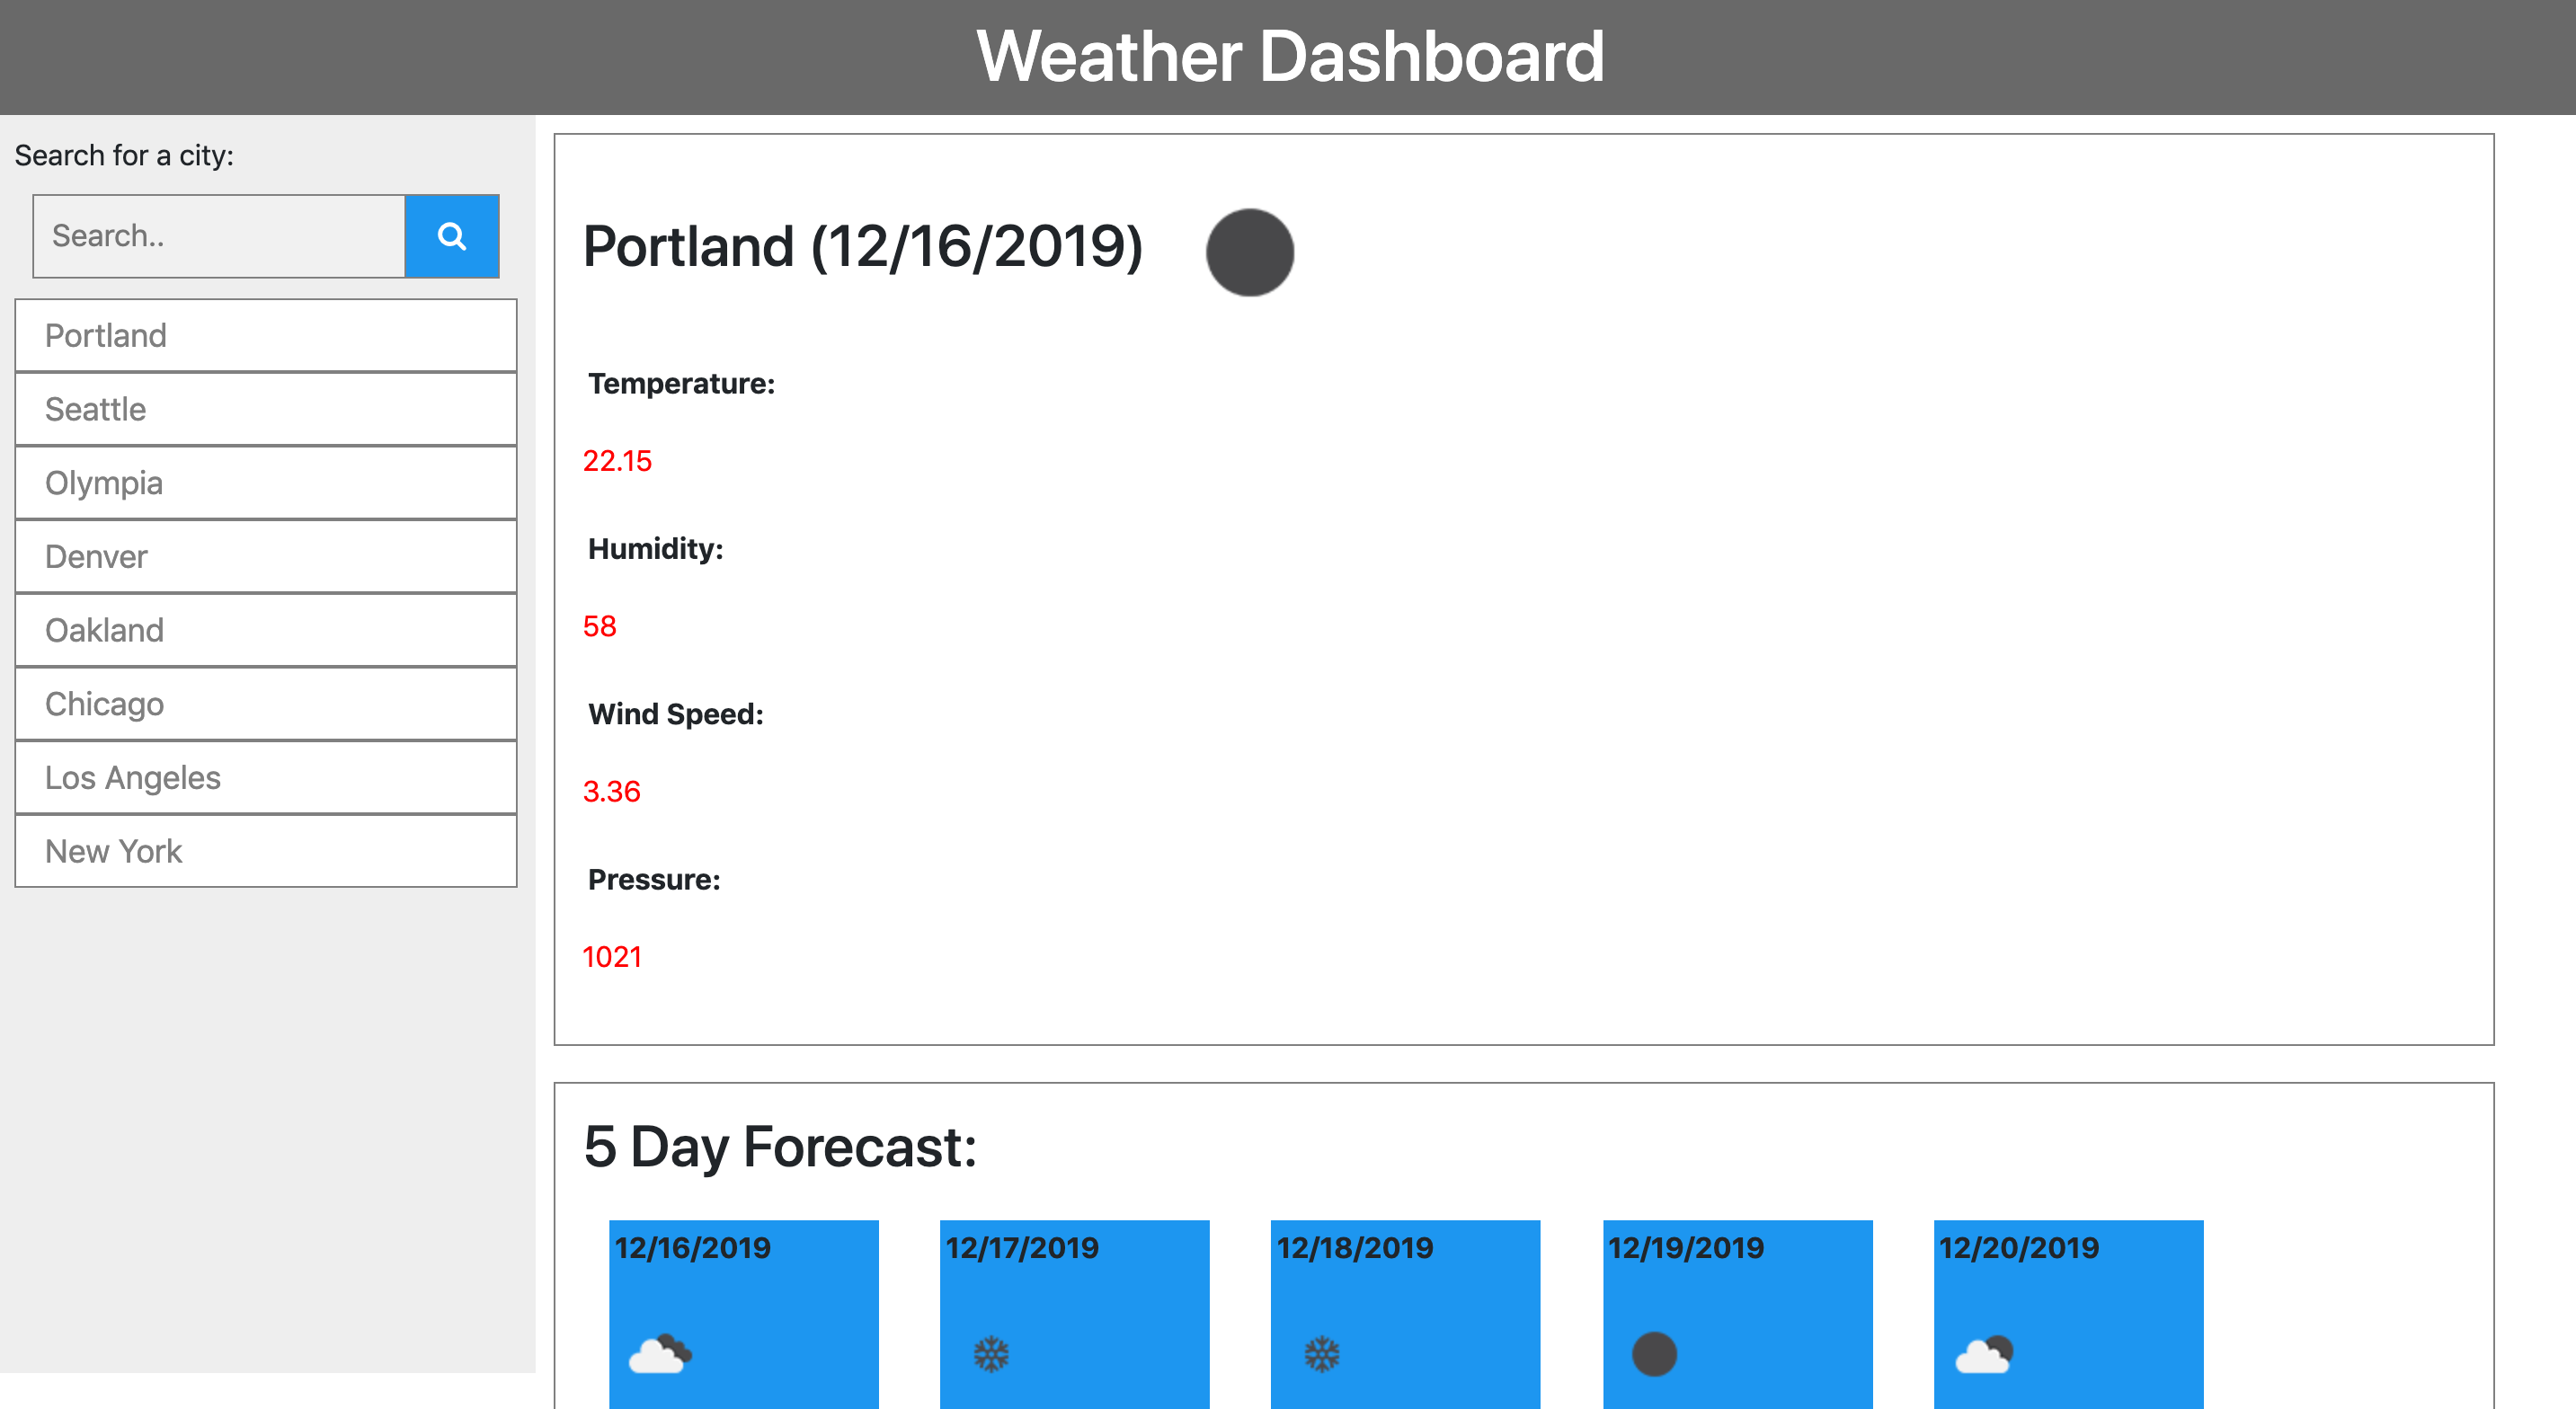 Weather Dashboard
Search for a city:
Search..
Portland
Seattle
Olympia
Denver
Oakland
Chicago
Los Angeles
New York
Portland (12/16/2019)
Temperature:
22.15
Humidity:
58
Wind Speed:
3.36
Pressure:
1021
5 Day Forecast:
12/16/2019
12/17/2019
12/18/2019
12/19/2019
12/20/2019